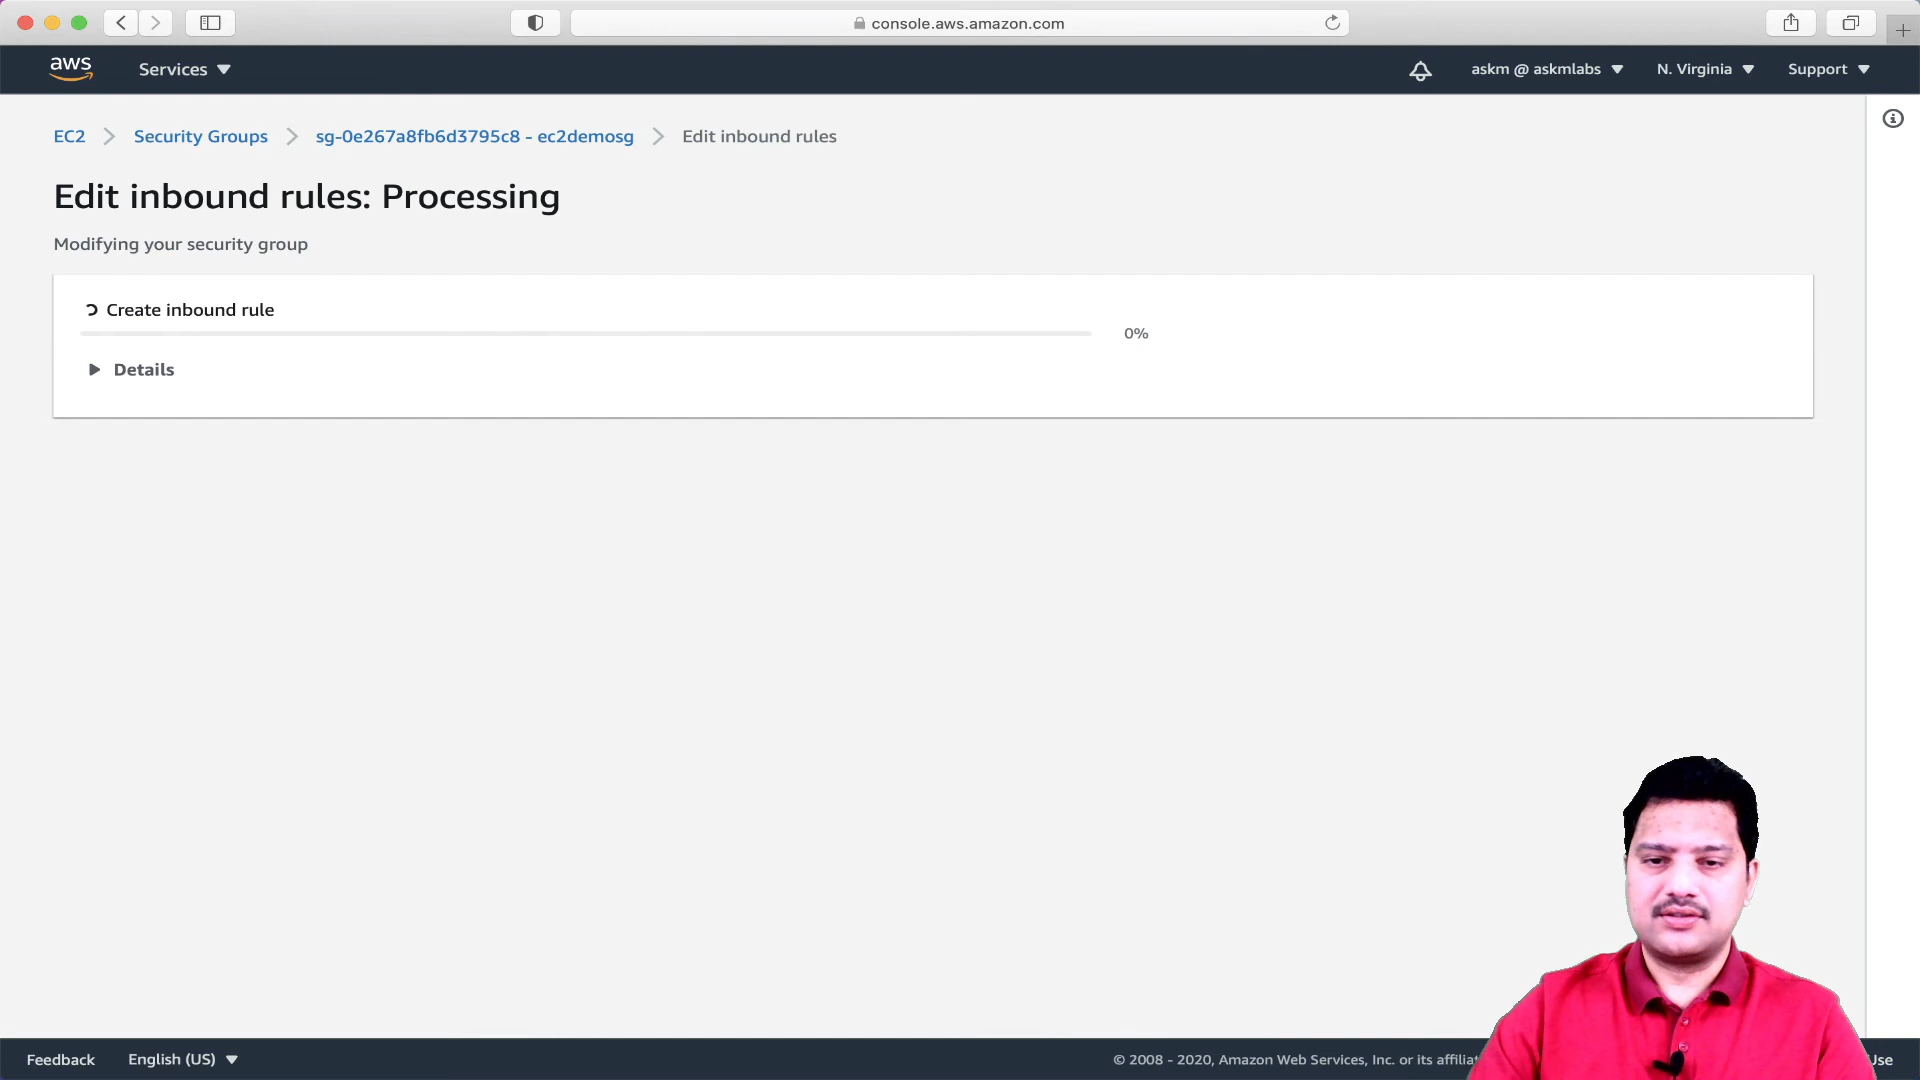 console.aws.amazon.com
aws
Services
askm @ askmlabs
N. Virginia
Support
EC2
Security Groups
sg-0e267a8fb6d3795c8 - ec2demosg
Edit inbound rules
Edit inbound rules: Processing
Modifying your security group
Create inbound rule
0%
Details
Feedback
English (US)
© 2008 - 2020, Amazon Web Services, Inc. or its